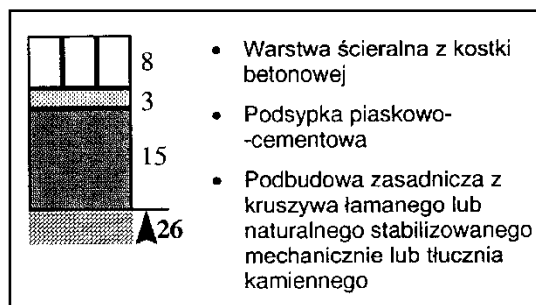 8
3
15
26
• Warstwa ścieralna z kostki
betonowej
• Podsypka piaskowo-
-cementowa
• Podbudowa zasadnicza z
kruszywa łamanego lub
naturalnego stabilizowanego
mechanicznie lub tłucznia
kamiennego